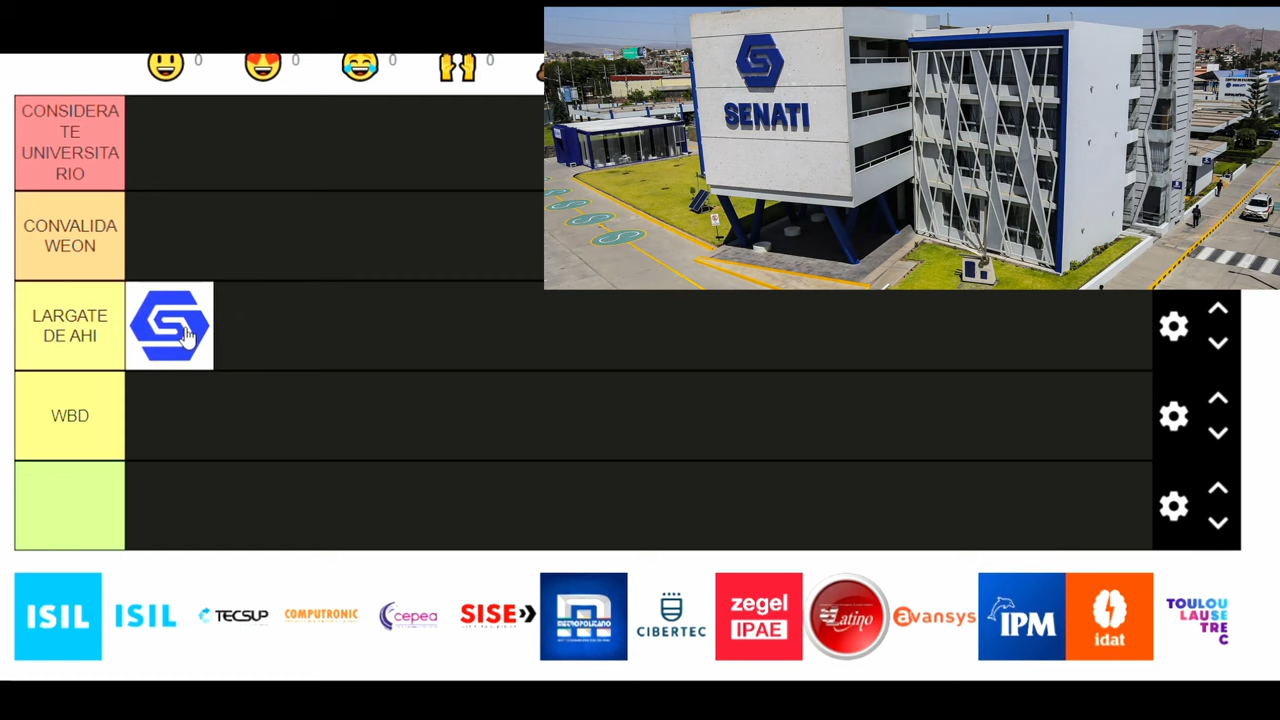 0
0
0
0
SENATI
CONSIDERA
TE
UNIVERSITA
RIO
CONVALIDA
WEON
LARGATE
DE AHI
WBD
ISIL
ISIL
TECSUP
COMPUTRONIC
cepea
SISE
METROPOLITANO
CIBERTEC
zegel
IPAE
Latino
avansys
IPM
idat
TOULOU
LAUSE
TREC